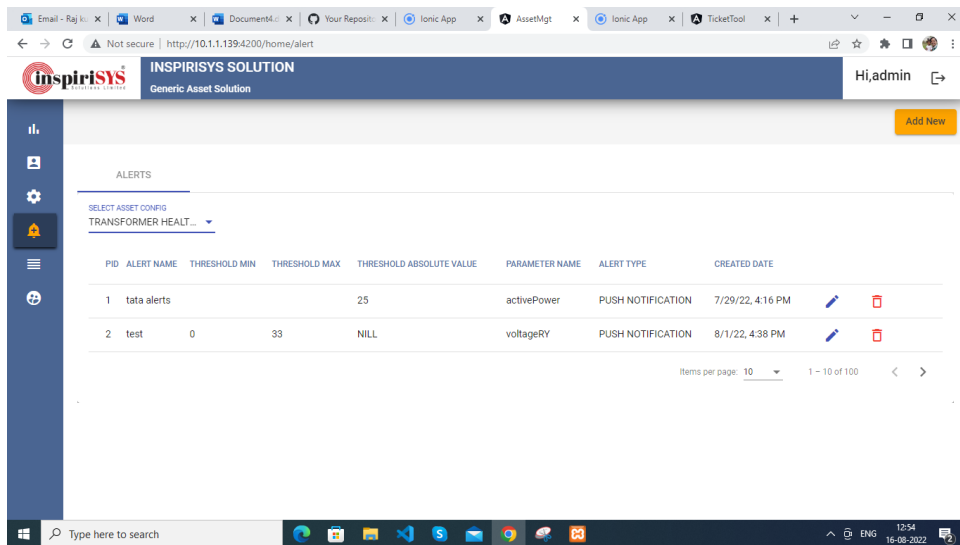 Email - Raj ku
Word
Document4.d
Your Reposito
Ionic App
AssetMgt
Ionic App
TicketTool
Not secure | http://10.1.1.139:4200/home/alert
inspiriSYS
Solutions Limited
INSPIRISYS SOLUTION
Generic Asset Solution
Hi,admin
Add New
ALERTS
SELECT ASSET CONFIG
TRANSFORMER HEALT...
PID ALERT NAME THRESHOLD MIN THRESHOLD MAX THRESHOLD ABSOLUTE VALUE PARAMETER NAME ALERT TYPE CREATED DATE
1 tata alerts 25 activePower PUSH NOTIFICATION 7/29/22, 4:16 PM
2 test 0 33 NILL voltageRY PUSH NOTIFICATION 8/1/22, 4:38 PM
Items per page: 10 1 – 10 of 100
Type here to search
ENG
12:54
16-08-2022
2